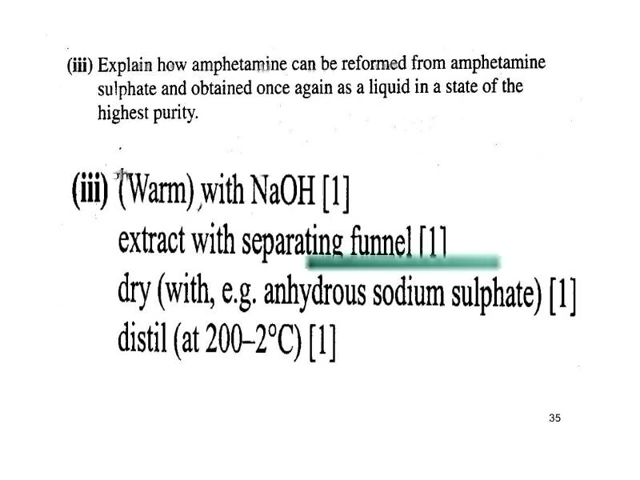 (iii) Explain how amphetamine can be reformed from amphetamine
sulphate and obtained once again as a liquid in a state of the
highest purity.
(iii) (Warm) with NaOH [1]
extract with separating funnel [1]
dry (with, e.g. anhydrous sodium sulphate) [1]
distil (at 200–2°C) [1]
35